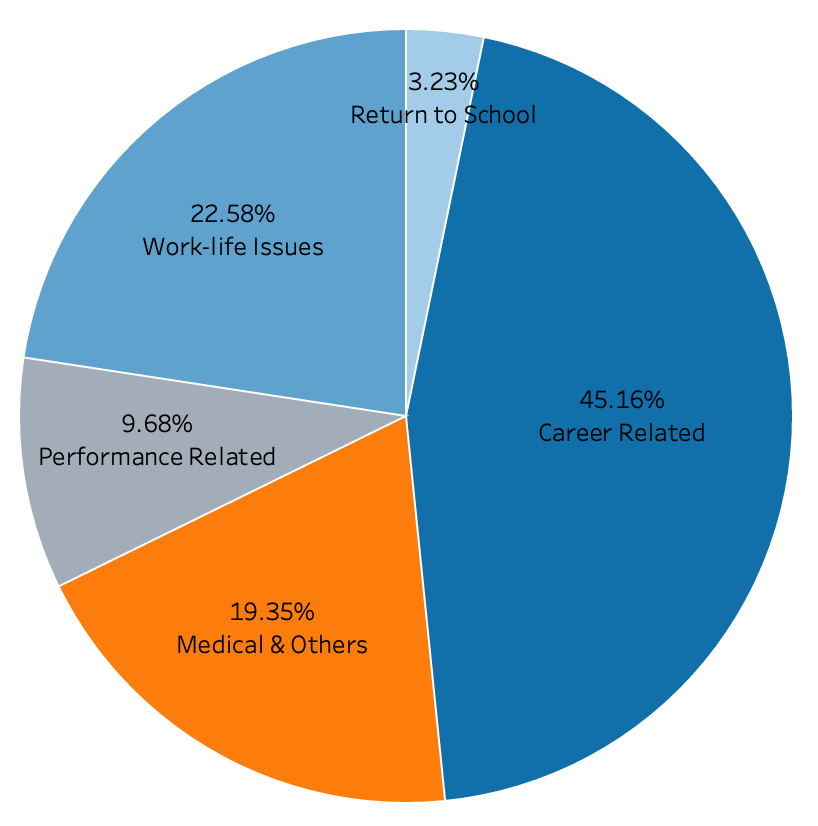 3.23%
Return to School
22.58%
Work-life Issues
45.16%
Career Related
9.68%
Performance Related
19.35%
Medical & Others